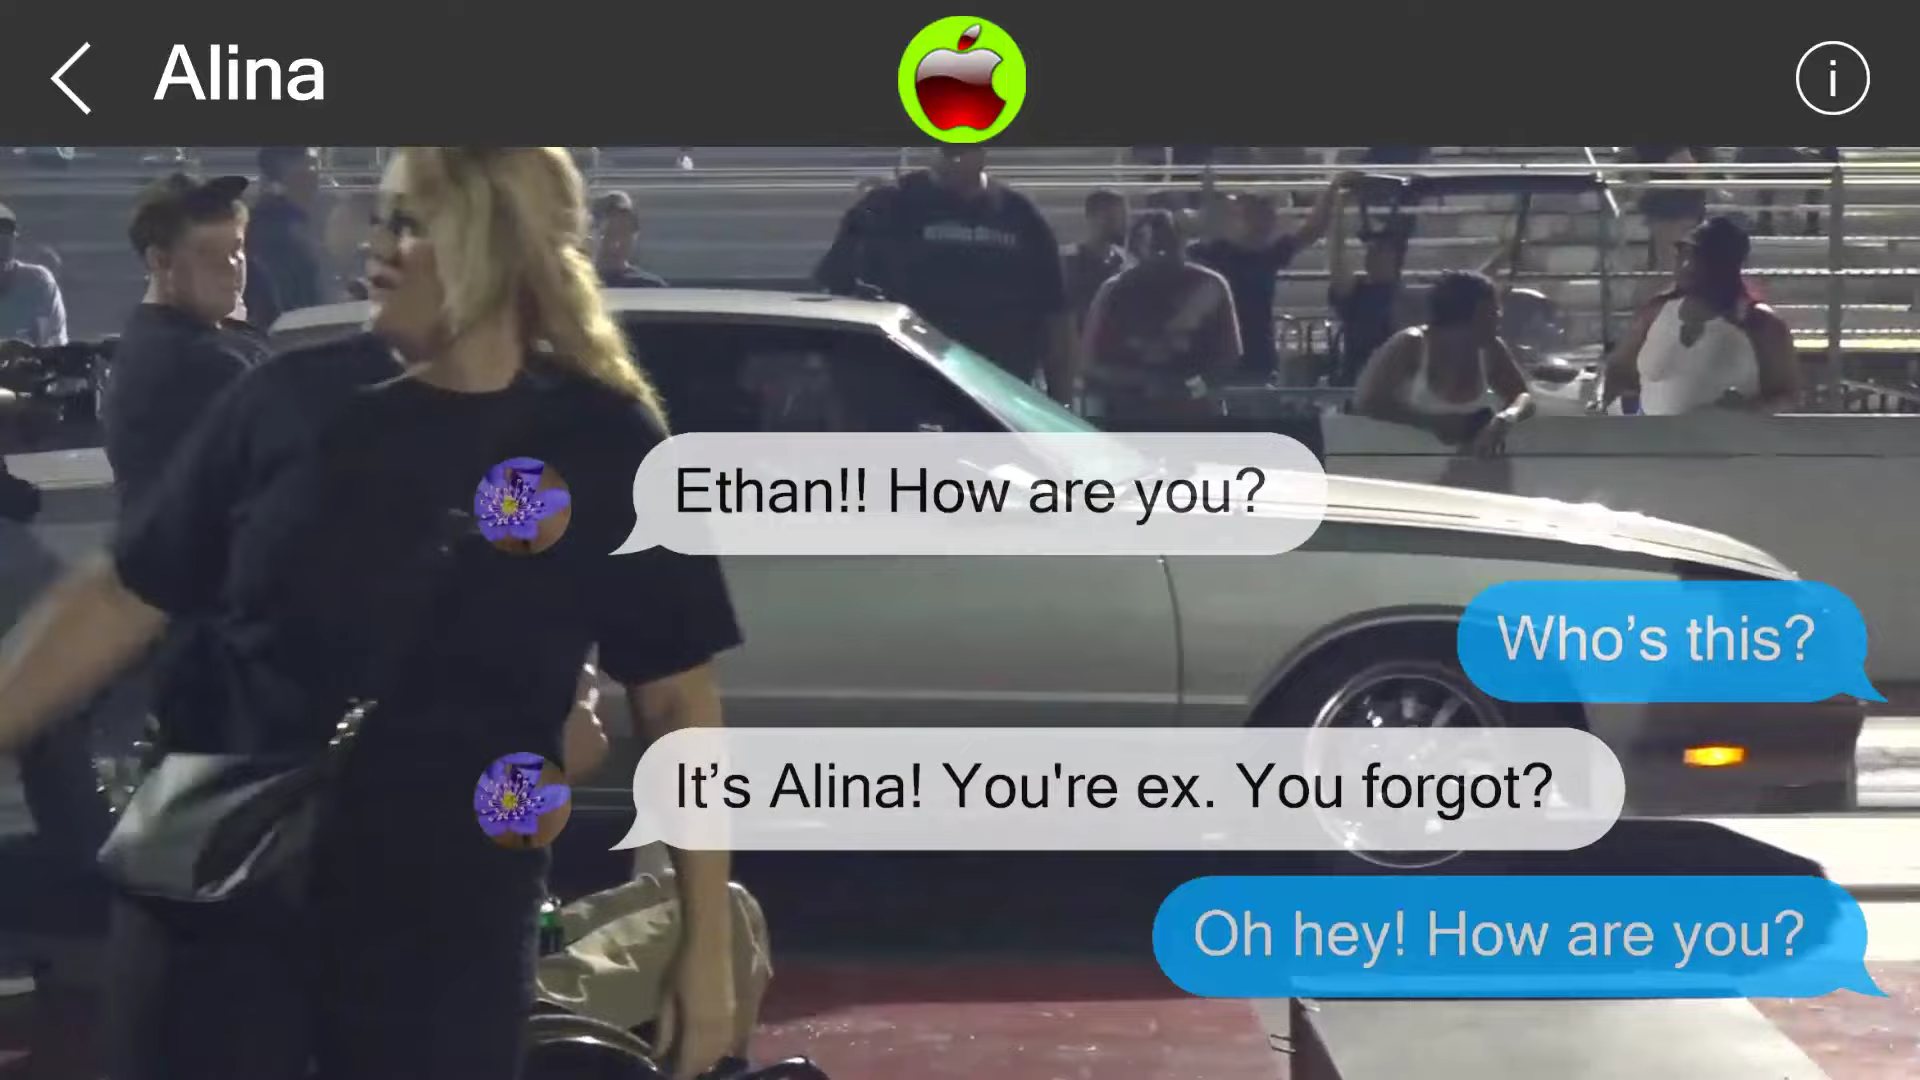 Alina
Ethan!! How are you?
Who’s this?
It’s Alina! You're ex. You forgot?
Oh hey! How are you?